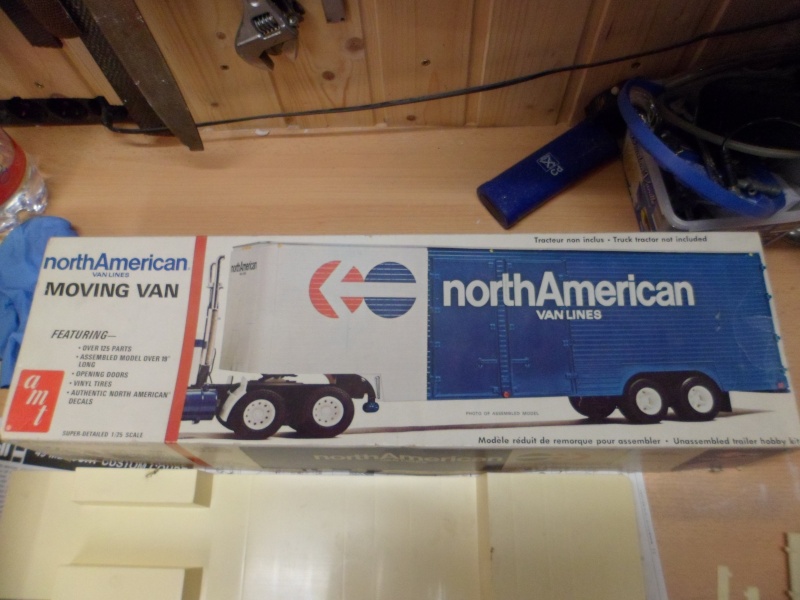 Tracteur non inclus • Truck tractor not included
northAmerican
VAN LINES
MOVING VAN
FEATURING—
• OVER 125 PARTS
• ASSEMBLED MODEL OVER 19" LONG
• OPENING DOORS
• VINYL TIRES
• AUTHENTIC NORTH AMERICAN DECALS
amt
SUPER-DETAILED 1:25 SCALE
northAmerican
northAmerican
VAN LINES
PHOTO OF ASSEMBLED MODEL
Modèle réduit de remorque pour assembler • Unassembled trailer hobby kit
northAmerican
CUSTOM